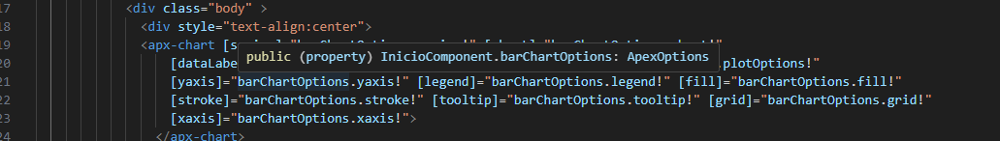 17 <div class="body" >
18 <div style="text-align:center">
19 <apx-chart [
public (property) InicioComponent.barChartOptions: ApexOptions
20 [dataLabe .plotOptions!"
21 [yaxis]="barChartOptions.yaxis!" [legend]="barChartOptions.legend!" [fill]="barChartOptions.fill!"
22 [stroke]="barChartOptions.stroke!" [tooltip]="barChartOptions.tooltip!" [grid]="barChartOptions.grid!"
23 [xaxis]="barChartOptions.xaxis!">
24 </apx-chart>